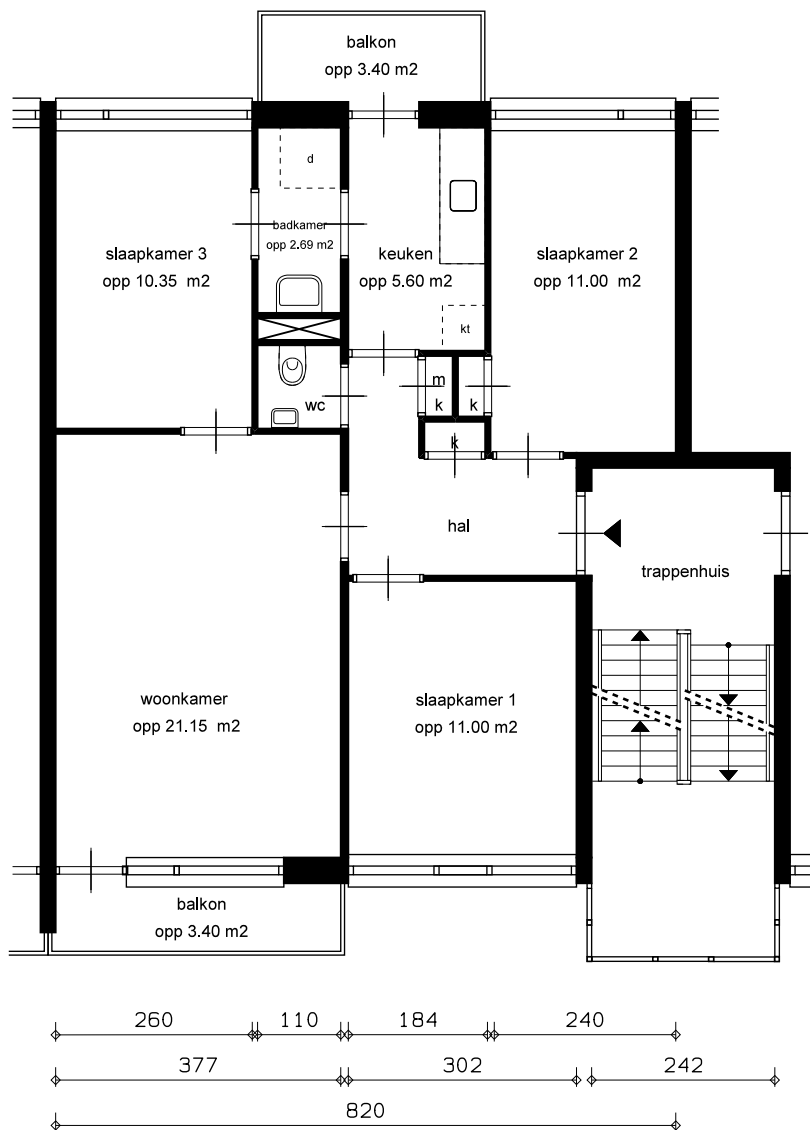 balkon
opp 3.40 m2
d
badkamer
opp 2.69 m2
slaapkamer 3
opp 10.35 m2
keuken
opp 5.60 m2
slaapkamer 2
opp 11.00 m2
kt
m
k
k
wc
k
hal
trappenhuis
woonkamer
opp 21.15 m2
slaapkamer 1
opp 11.00 m2
balkon
opp 3.40 m2
260
110
184
240
377
302
242
820